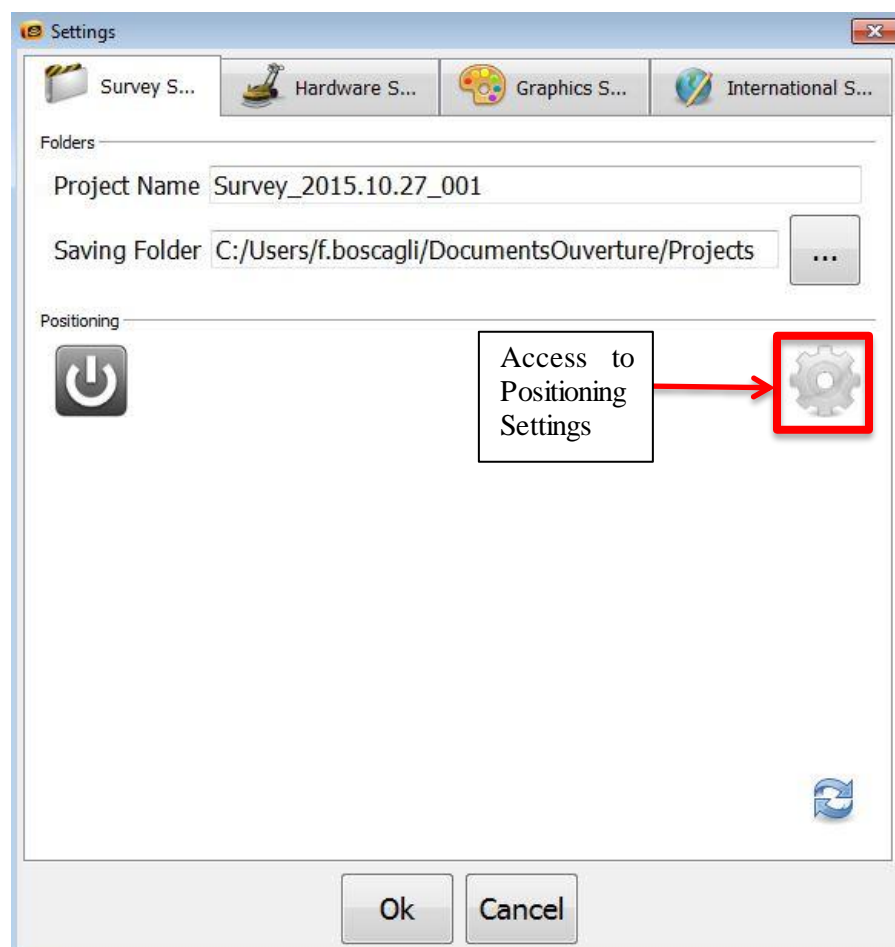 Settings
Survey S...
Hardware S...
Graphics S...
International S...
Folders
Project Name Survey_2015.10.27_001
Saving Folder C:/Users/f.boscagli/DocumentsOuverture/Projects ...
Positioning
Access to
Positioning
Settings
Ok
Cancel